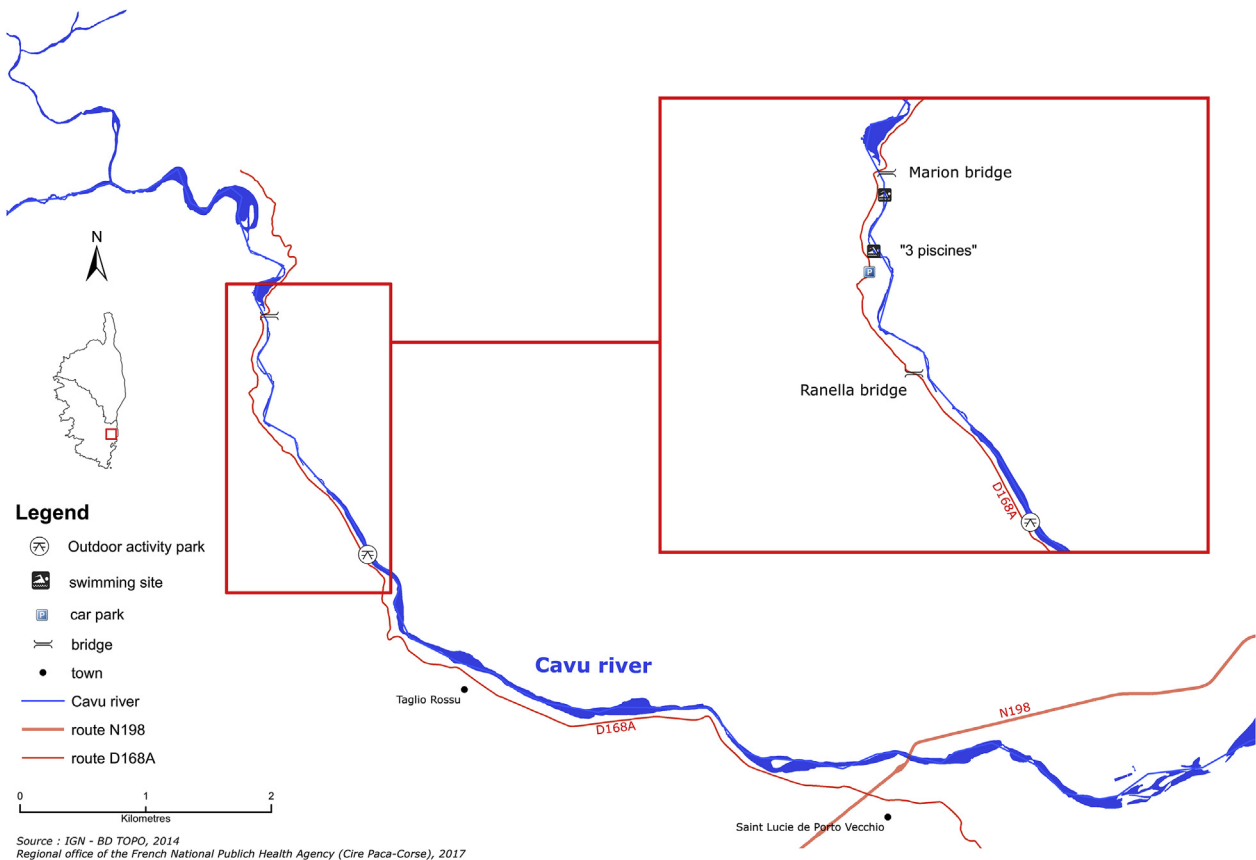 N
Marion bridge
"3 piscines"
P
Ranella bridge
D168A
Legend
Outdoor activity park
swimming site
P car park
bridge
town
Cavu river
route N198
route D168A
0 1 2
Kilometres
Cavu river
Taglio Rossu
D168A
N198
Saint Lucie de Porto Vecchio
Source : IGN - BD TOPO, 2014
Regional office of the French National Publich Health Agency (Cire Paca-Corse), 2017